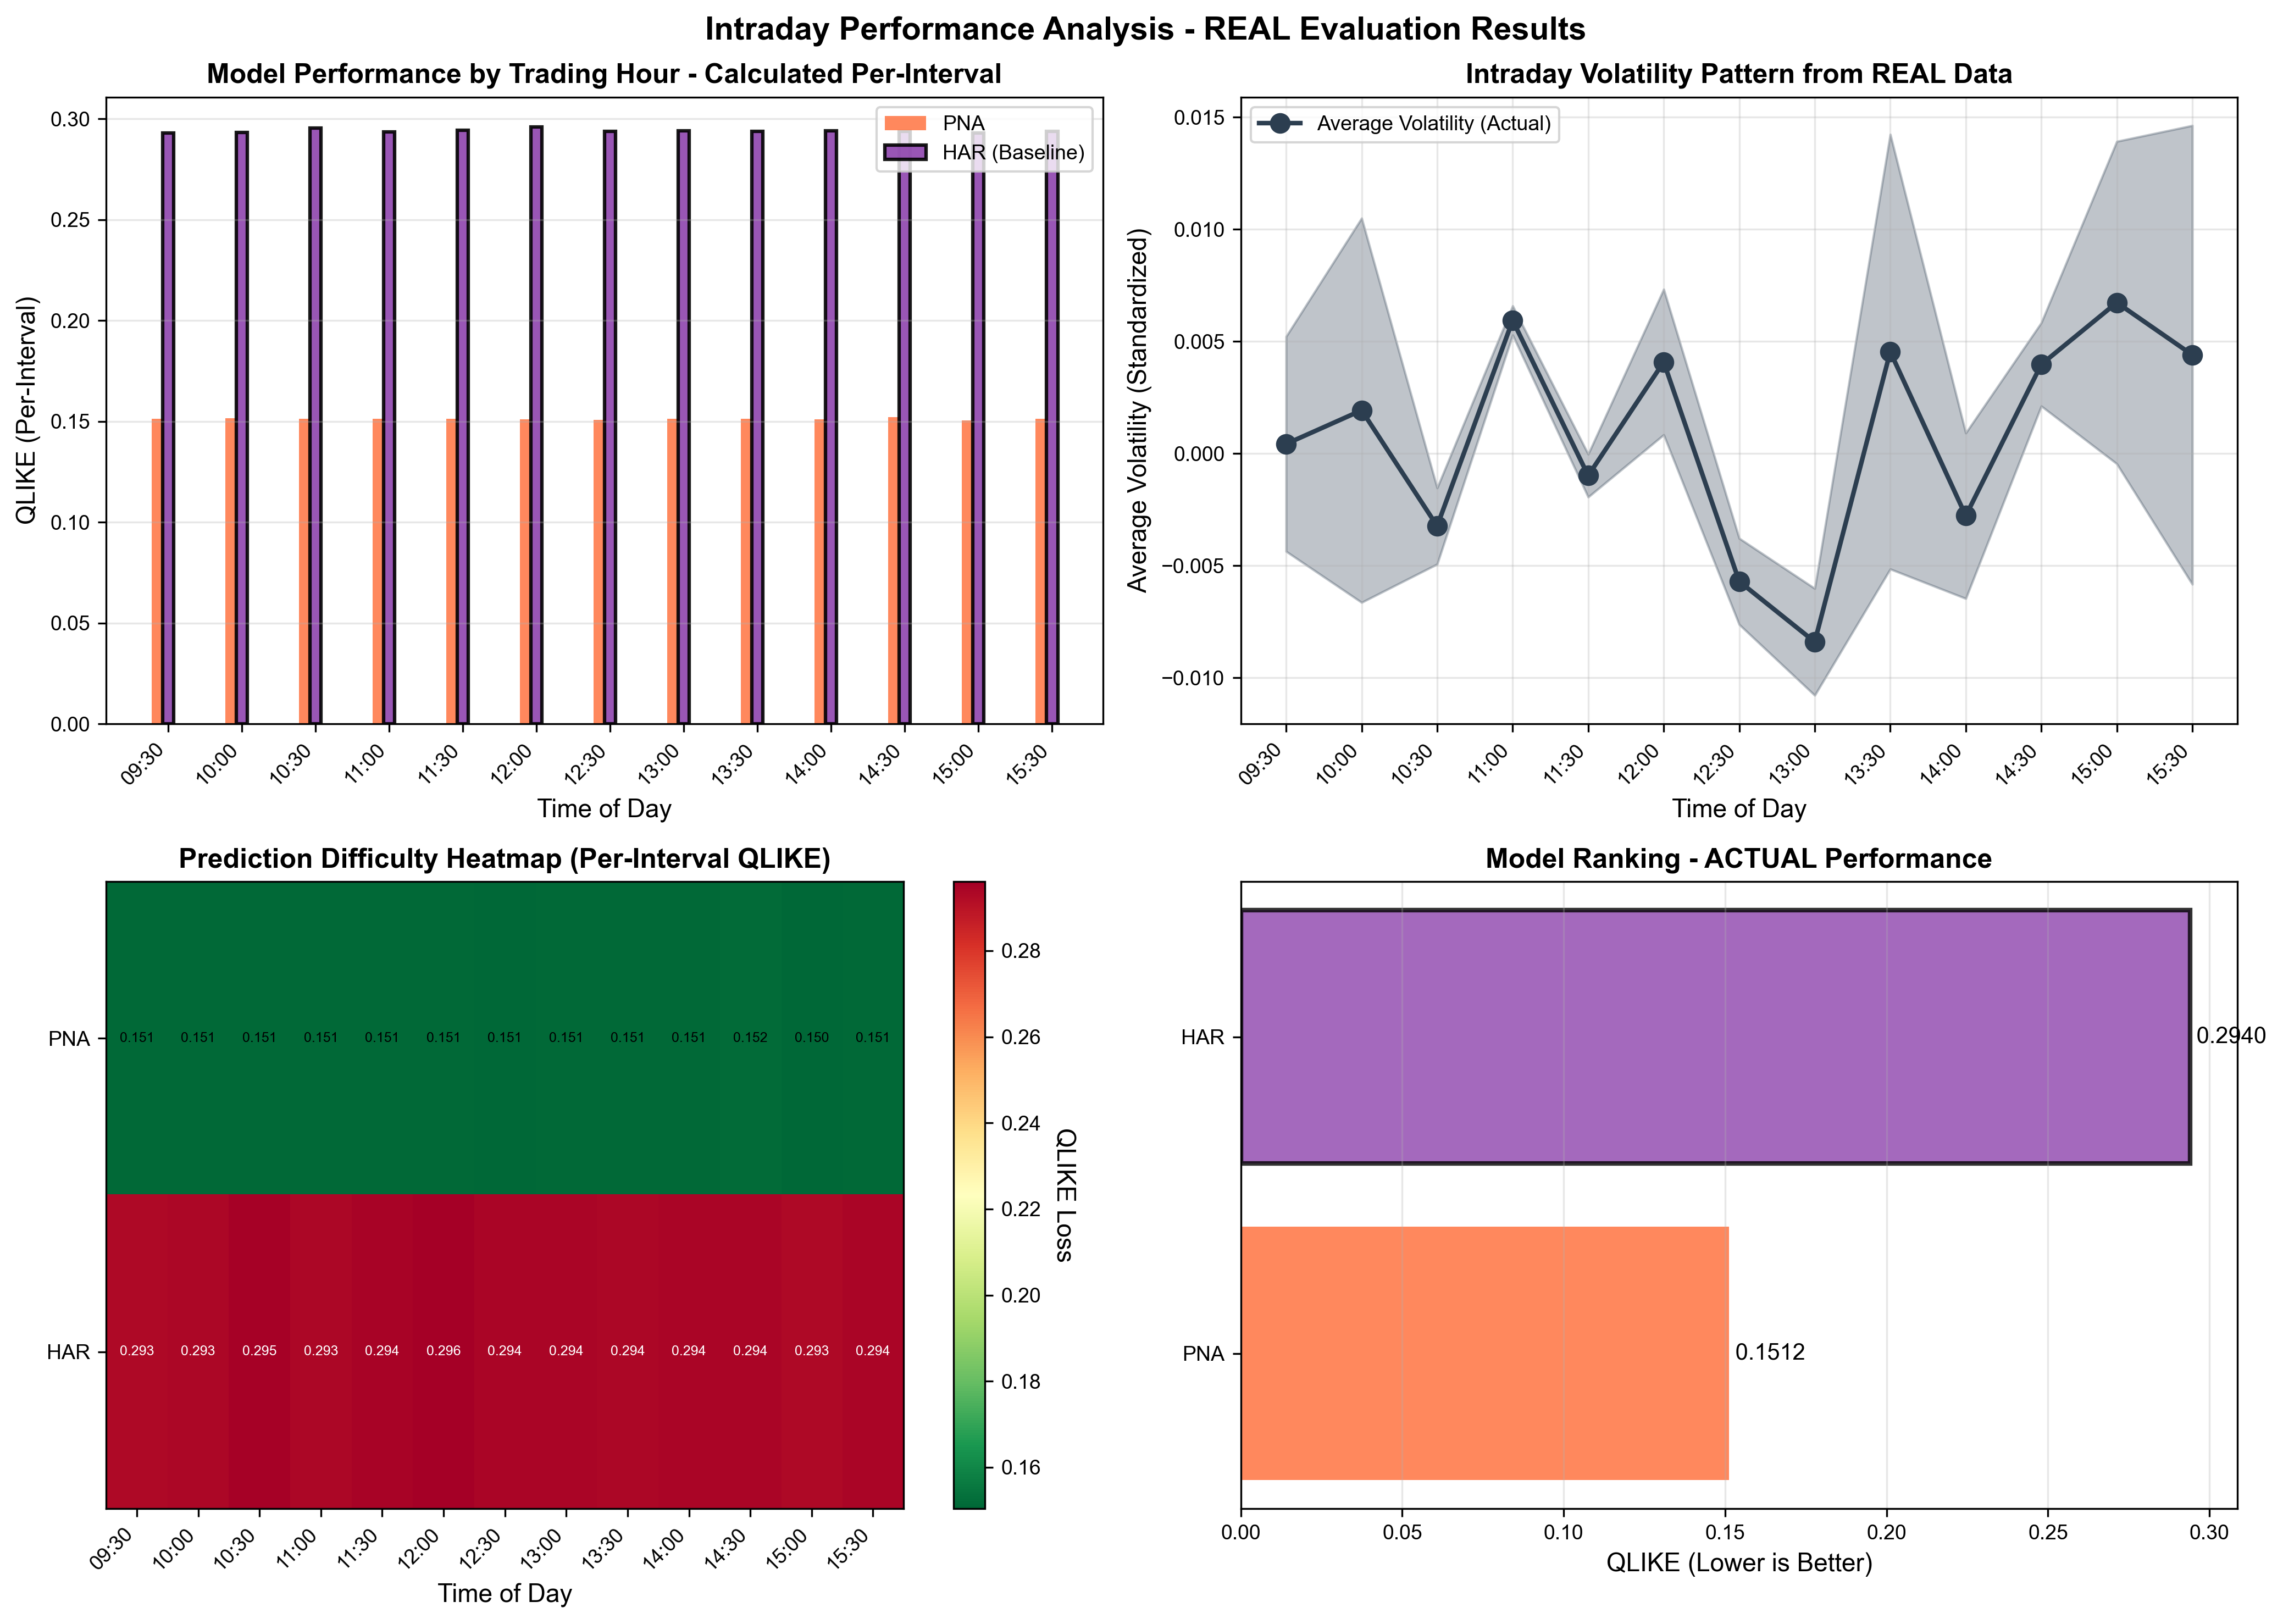 Intraday Performance Analysis - REAL Evaluation Results
Model Performance by Trading Hour - Calculated Per-Interval
QLIKE (Per-Interval)
0.30
0.25
0.20
0.15
0.10
0.05
0.00
PNA
HAR (Baseline)
09:30 10:00 10:30 11:00 11:30 12:00 12:30 13:00 13:30 14:00 14:30 15:00 15:30
Time of Day
Intraday Volatility Pattern from REAL Data
Average Volatility (Standardized)
0.015
0.010
0.005
0.000
−0.005
−0.010
Average Volatility (Actual)
09:30 10:00 10:30 11:00 11:30 12:00 12:30 13:00 13:30 14:00 14:30 15:00 15:30
Time of Day
Prediction Difficulty Heatmap (Per-Interval QLIKE)
PNA 0.151 0.151 0.151 0.151 0.151 0.151 0.151 0.151 0.151 0.151 0.152 0.150 0.151
HAR 0.293 0.293 0.295 0.293 0.294 0.296 0.294 0.294 0.294 0.294 0.294 0.293 0.294
09:30 10:00 10:30 11:00 11:30 12:00 12:30 13:00 13:30 14:00 14:30 15:00 15:30
Time of Day
0.28
0.26
0.24
0.22
0.20
0.18
0.16
QLIKE Loss
Model Ranking - ACTUAL Performance
HAR 0.2940
PNA 0.1512
0.00 0.05 0.10 0.15 0.20 0.25 0.30
QLIKE (Lower is Better)